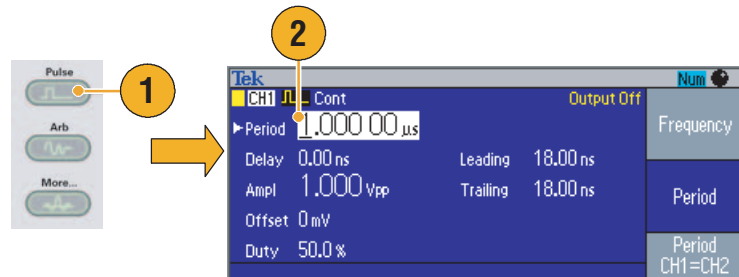 2
Pulse
1
Arb
More...
Tek
Num
CH1 Cont
Output Off
Period 1.000 00 µs
Delay 0.00 ns
Leading 18.00 ns
Ampl 1.000 Vpp
Trailing 18.00 ns
Offset 0 mV
Duty 50.0 %
Frequency
Period
Period
CH1=CH2